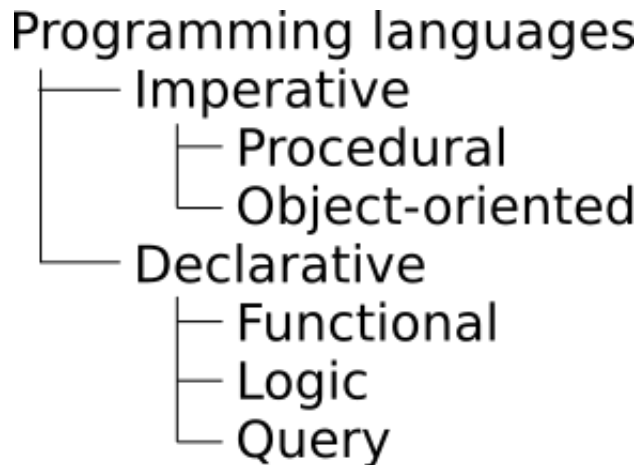 Programming languages
Imperative
Procedural
Object-oriented
Declarative
Functional
Logic
Query